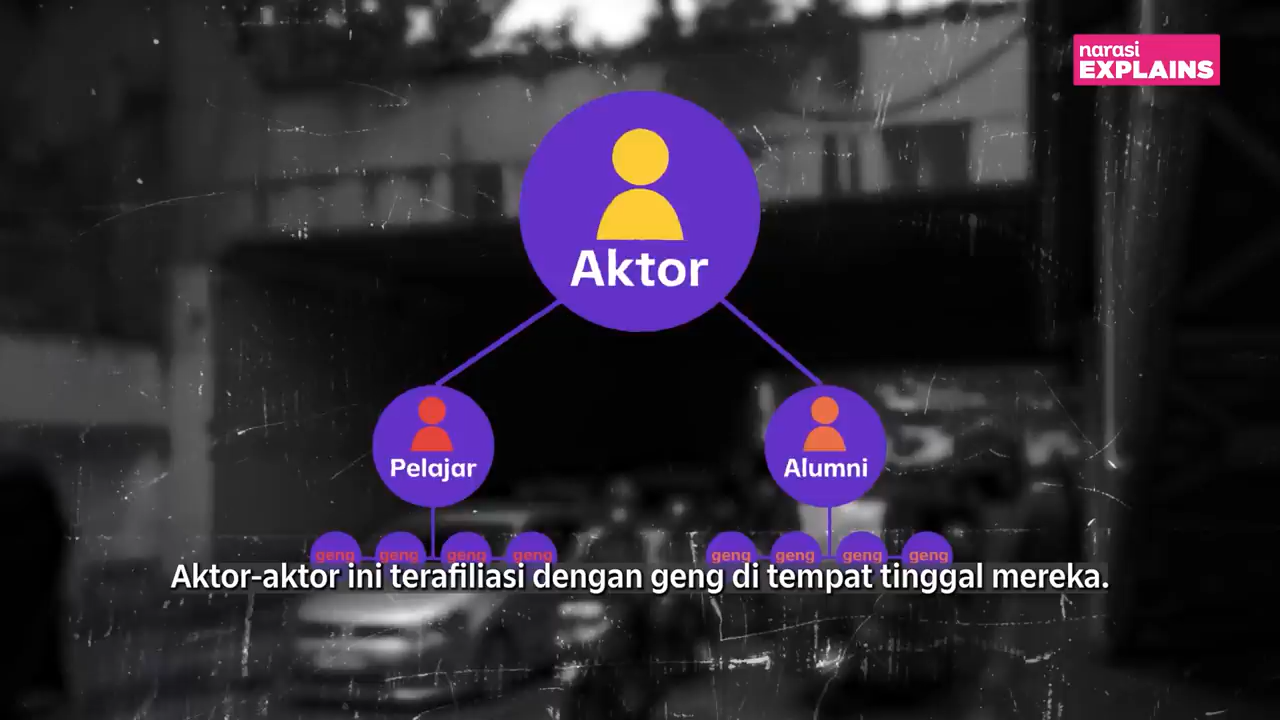 narasi
EXPLAINS
Aktor
Pelajar
Alumni
geng geng geng geng
geng geng geng geng
Aktor-aktor ini terafiliasi dengan geng di tempat tinggal mereka.